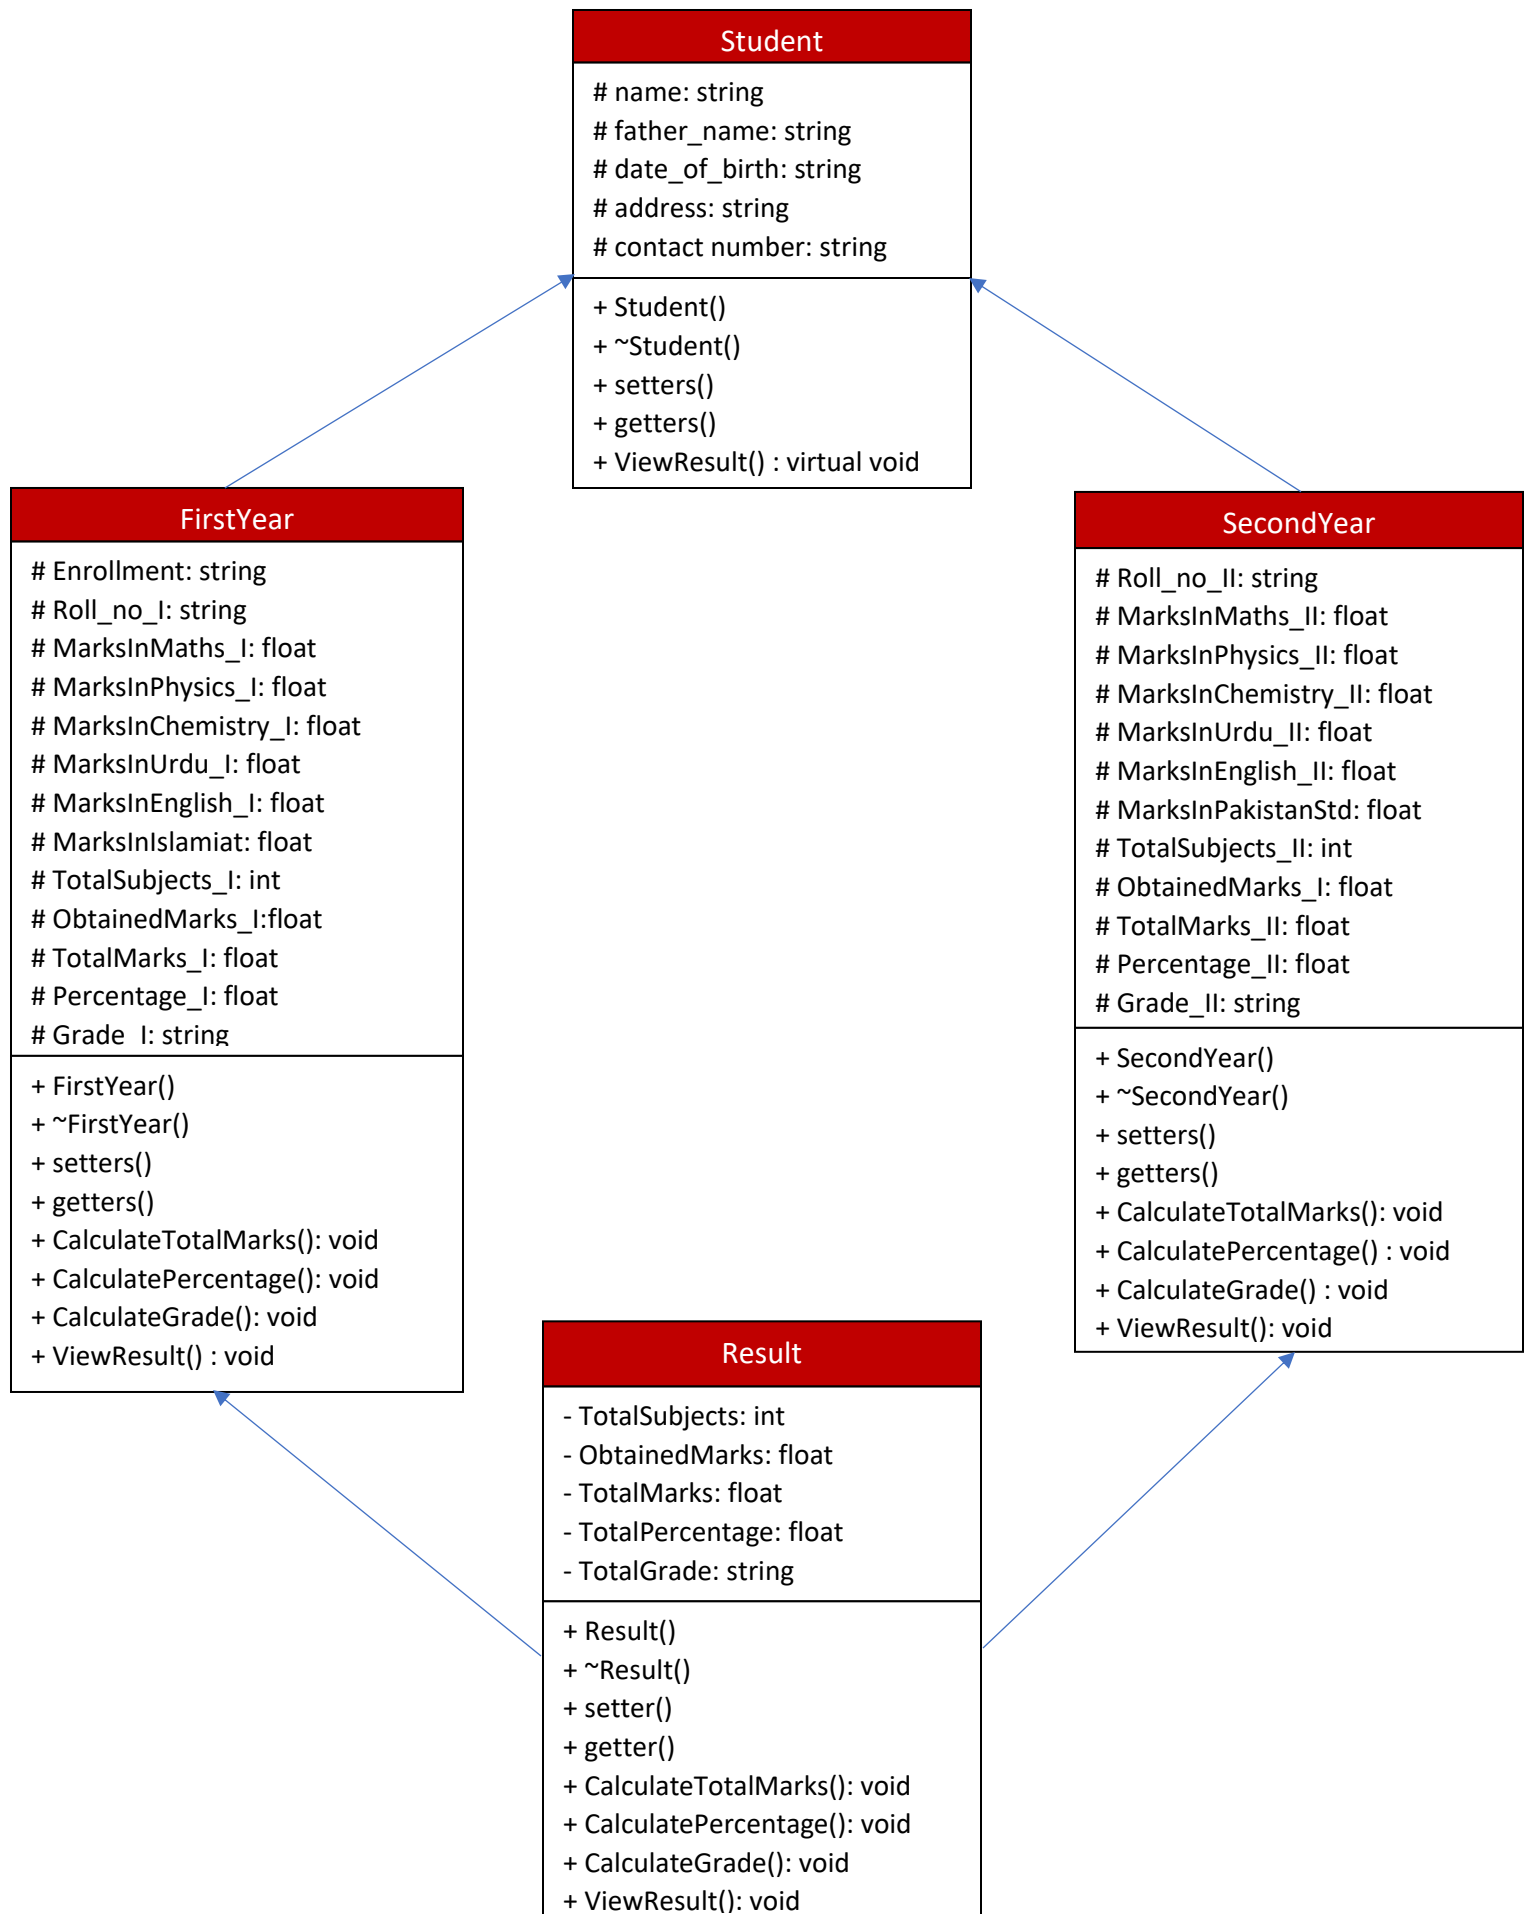 Student
# name: string
# father_name: string
# date_of_birth: string
# address: string
# contact number: string
+ Student()
+ ~Student()
+ setters()
+ getters()
+ ViewResult() : virtual void
FirstYear
# Enrollment: string
# Roll_no_I: string
# MarksInMaths_I: float
# MarksInPhysics_I: float
# MarksInChemistry_I: float
# MarksInUrdu_I: float
# MarksInEnglish_I: float
# MarksInIslamiat: float
# TotalSubjects_I: int
# ObtainedMarks_I:float
# TotalMarks_I: float
# Percentage_I: float
# Grade_I: string
+ FirstYear()
+ ~FirstYear()
+ setters()
+ getters()
+ CalculateTotalMarks(): void
+ CalculatePercentage(): void
+ CalculateGrade(): void
+ ViewResult() : void
SecondYear
# Roll_no_II: string
# MarksInMaths_II: float
# MarksInPhysics_II: float
# MarksInChemistry_II: float
# MarksInUrdu_II: float
# MarksInEnglish_II: float
# MarksInPakistanStd: float
# TotalSubjects_II: int
# ObtainedMarks_I: float
# TotalMarks_II: float
# Percentage_II: float
# Grade_II: string
+ SecondYear()
+ ~SecondYear()
+ setters()
+ getters()
+ CalculateTotalMarks(): void
+ CalculatePercentage() : void
+ CalculateGrade() : void
+ ViewResult(): void
Result
- TotalSubjects: int
- ObtainedMarks: float
- TotalMarks: float
- TotalPercentage: float
- TotalGrade: string
+ Result()
+ ~Result()
+ setter()
+ getter()
+ CalculateTotalMarks(): void
+ CalculatePercentage(): void
+ CalculateGrade(): void
+ ViewResult(): void